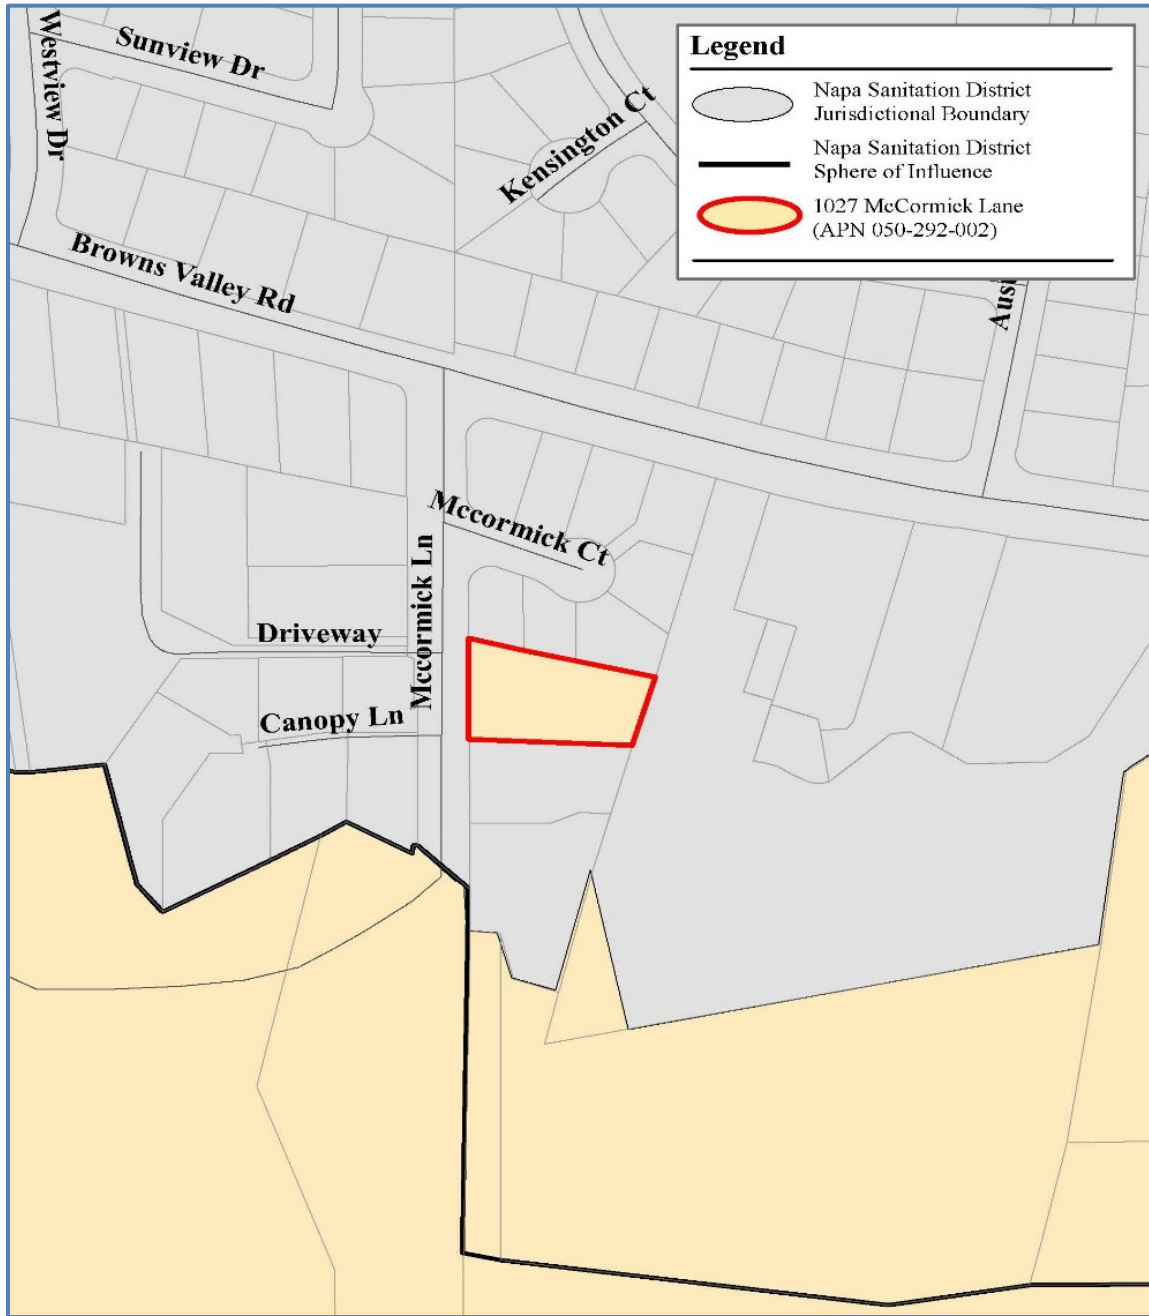 Westview Dr
Sunview Dr
Kensington Ct
Legend
Napa Sanitation District
Jurisdictional Boundary
Napa Sanitation District
Sphere of Influence
1027 McCormick Lane
(APN 050-292-002)
Browns Valley Rd
Mccormick Ct
Mccormick Ln
Driveway
Canopy Ln